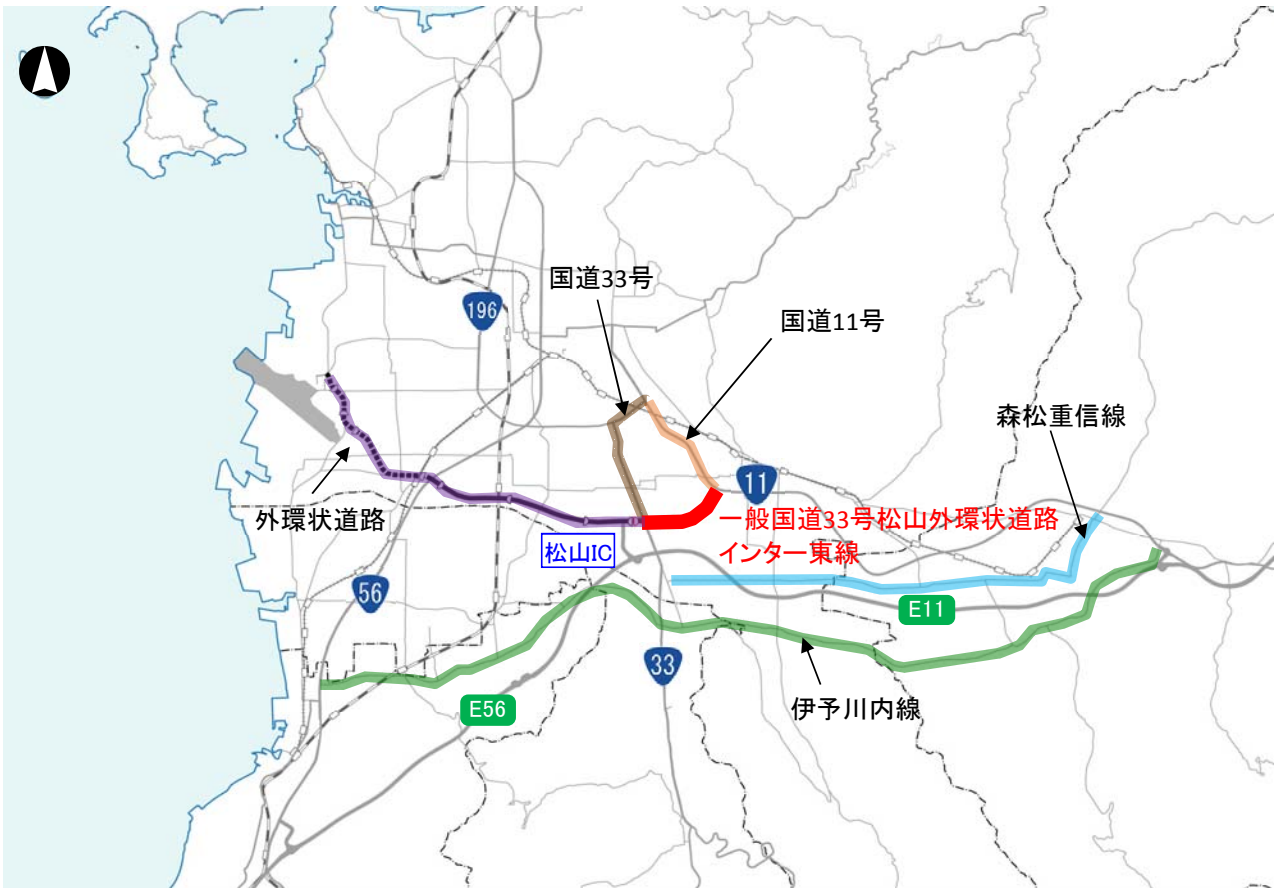 国道33号
196
国道11号
森松重信線
11
外環状道路
一般国道33号松山外環状道路
インター東線
松山IC
56
E11
33
E56
伊予川内線